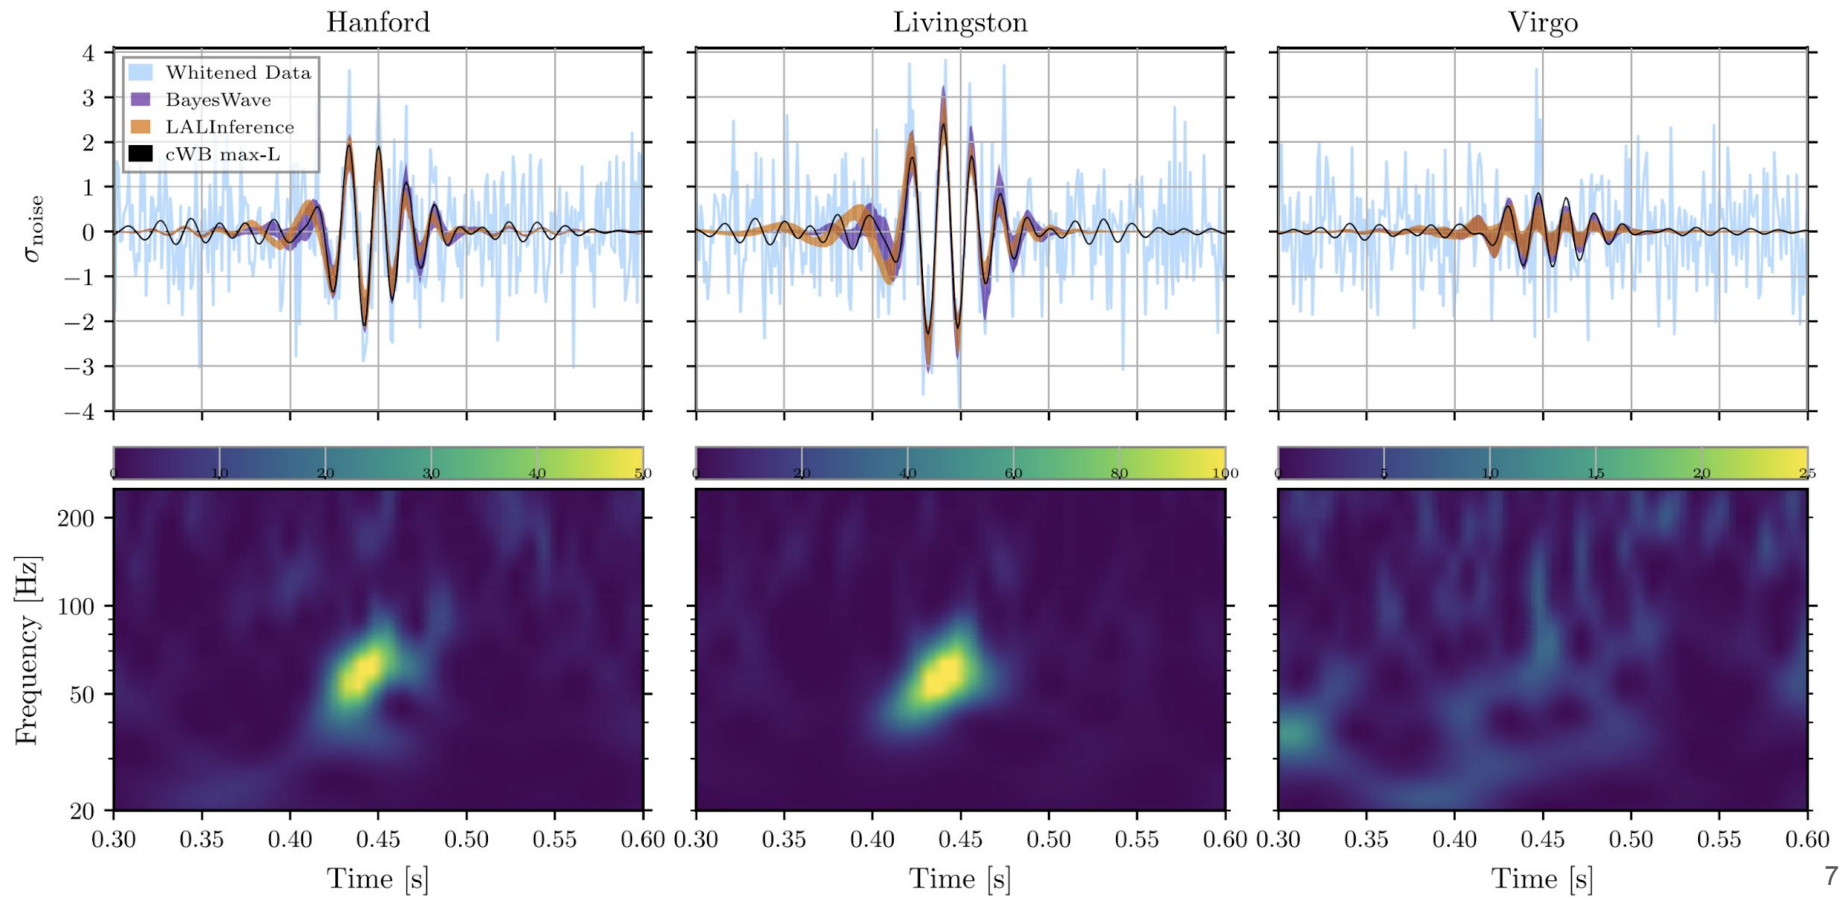 Hanford
Livingston
Virgo
4
3
2
1
0
−1
−2
−3
−4
σnoise
Whitened Data
BayesWave
LALInference
cWB max-L
0 10 20 30 40 50
0 20 40 60 80 100
0 5 10 15 20 25
200
100
50
20
Frequency [Hz]
0.30 0.35 0.40 0.45 0.50 0.55 0.60
0.30 0.35 0.40 0.45 0.50 0.55 0.60
0.30 0.35 0.40 0.45 0.50 0.55 0.60
Time [s]
Time [s]
Time [s]
7